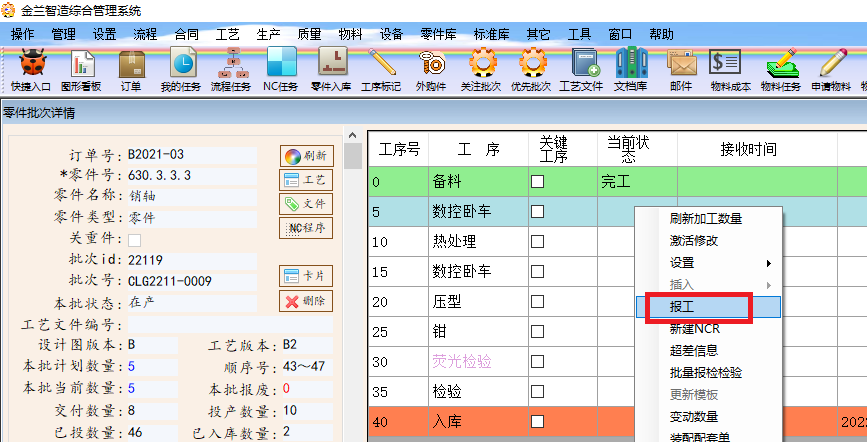 金兰智造综合管理系统
操作 管理 设置 流程 合同 工艺 生产 质量 物料 设备 零件库 标准库 其它 工具 窗口 帮助
快捷入口 图形看板 订单 我的任务 流程任务 NC任务 零件入库 工序标记 外购件 关注批次 优先批次 工艺文件 文档库 邮件 物料成本 物料任务 申请物料
零件批次详情
订单号: B2021-03 刷新
*零件号: 630.3.3.3 工艺
零件名称: 销轴 文件
零件类型: 零件 NC程序
关重件:
批次id: 22119
批次号: CLG2211-0009 卡片
本批状态: 在产 删除
工艺文件编号:
设计图版本: B 工艺版本: B2
本批计划数量: 5 顺序号: 43～47
本批当前数量: 5 本批报废: 0
交付数量: 8 投产数量: 10
已投数量: 46 已入库数量: 2
工序号 工 序 关键工序 当前状态 接收时间
0 备料 完工
5 数控卧车
10 热处理
15 数控卧车
20 压型
25 钳
30 荧光检验
35 检验
40 入库 202
刷新加工数量
激活修改
设置
插入
报工
新建NCR
超差信息
批量报检检验
更新模板
变动数量
装配配套单